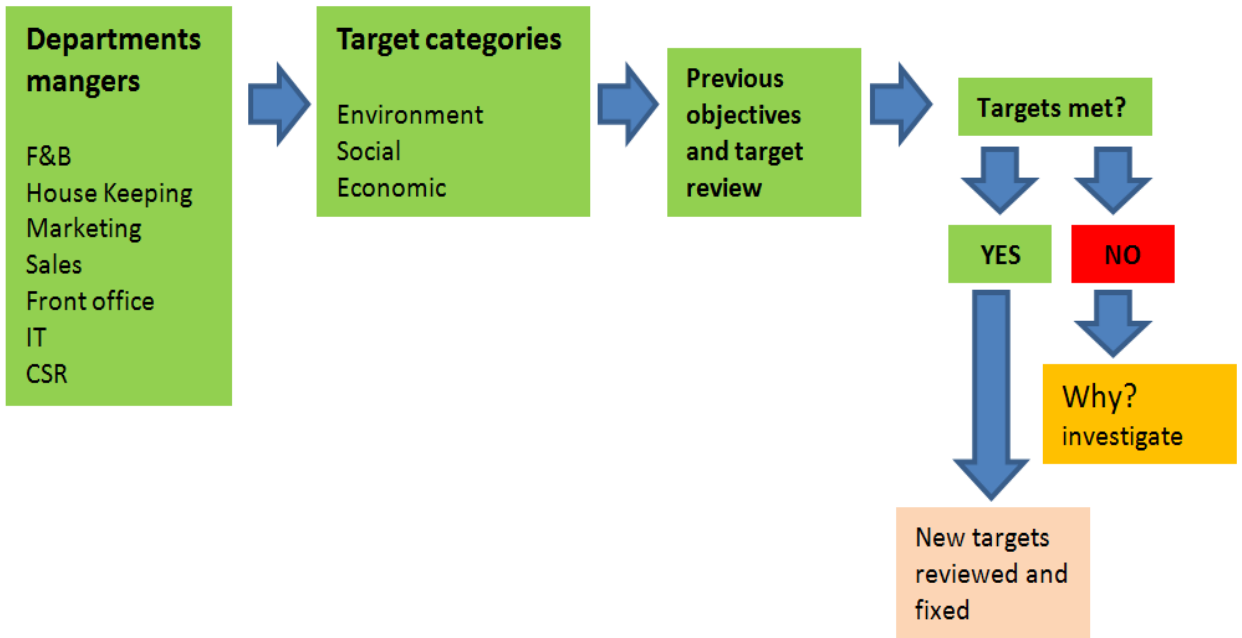 Departments
mangers
F&B
House Keeping
Marketing
Sales
Front office
IT
CSR
Target categories
Environment
Social
Economic
Previous
objectives
and target
review
Targets met?
YES
NO
Why?
investigate
New targets
reviewed and
fixed